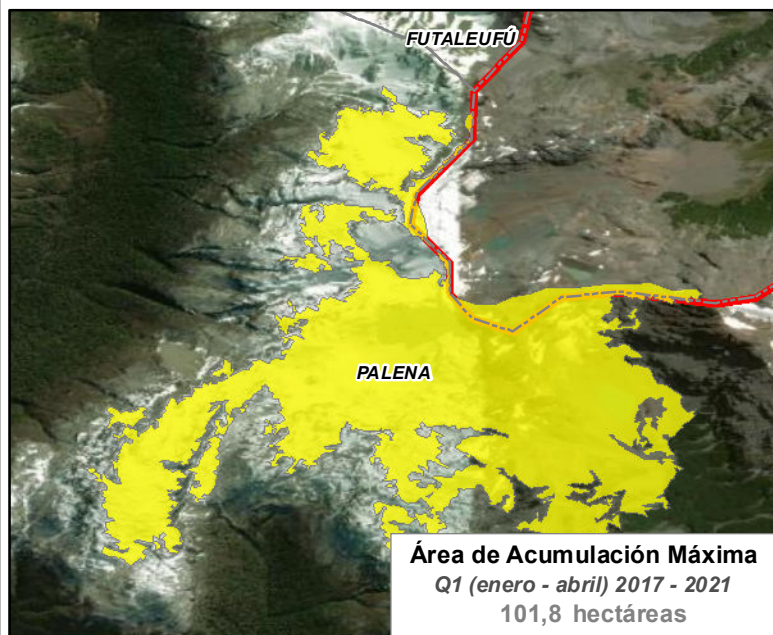 FUTALEUFÚ
PALENA
Área de Acumulación Máxima
Q1 (enero - abril) 2017 - 2021
101,8 hectáreas